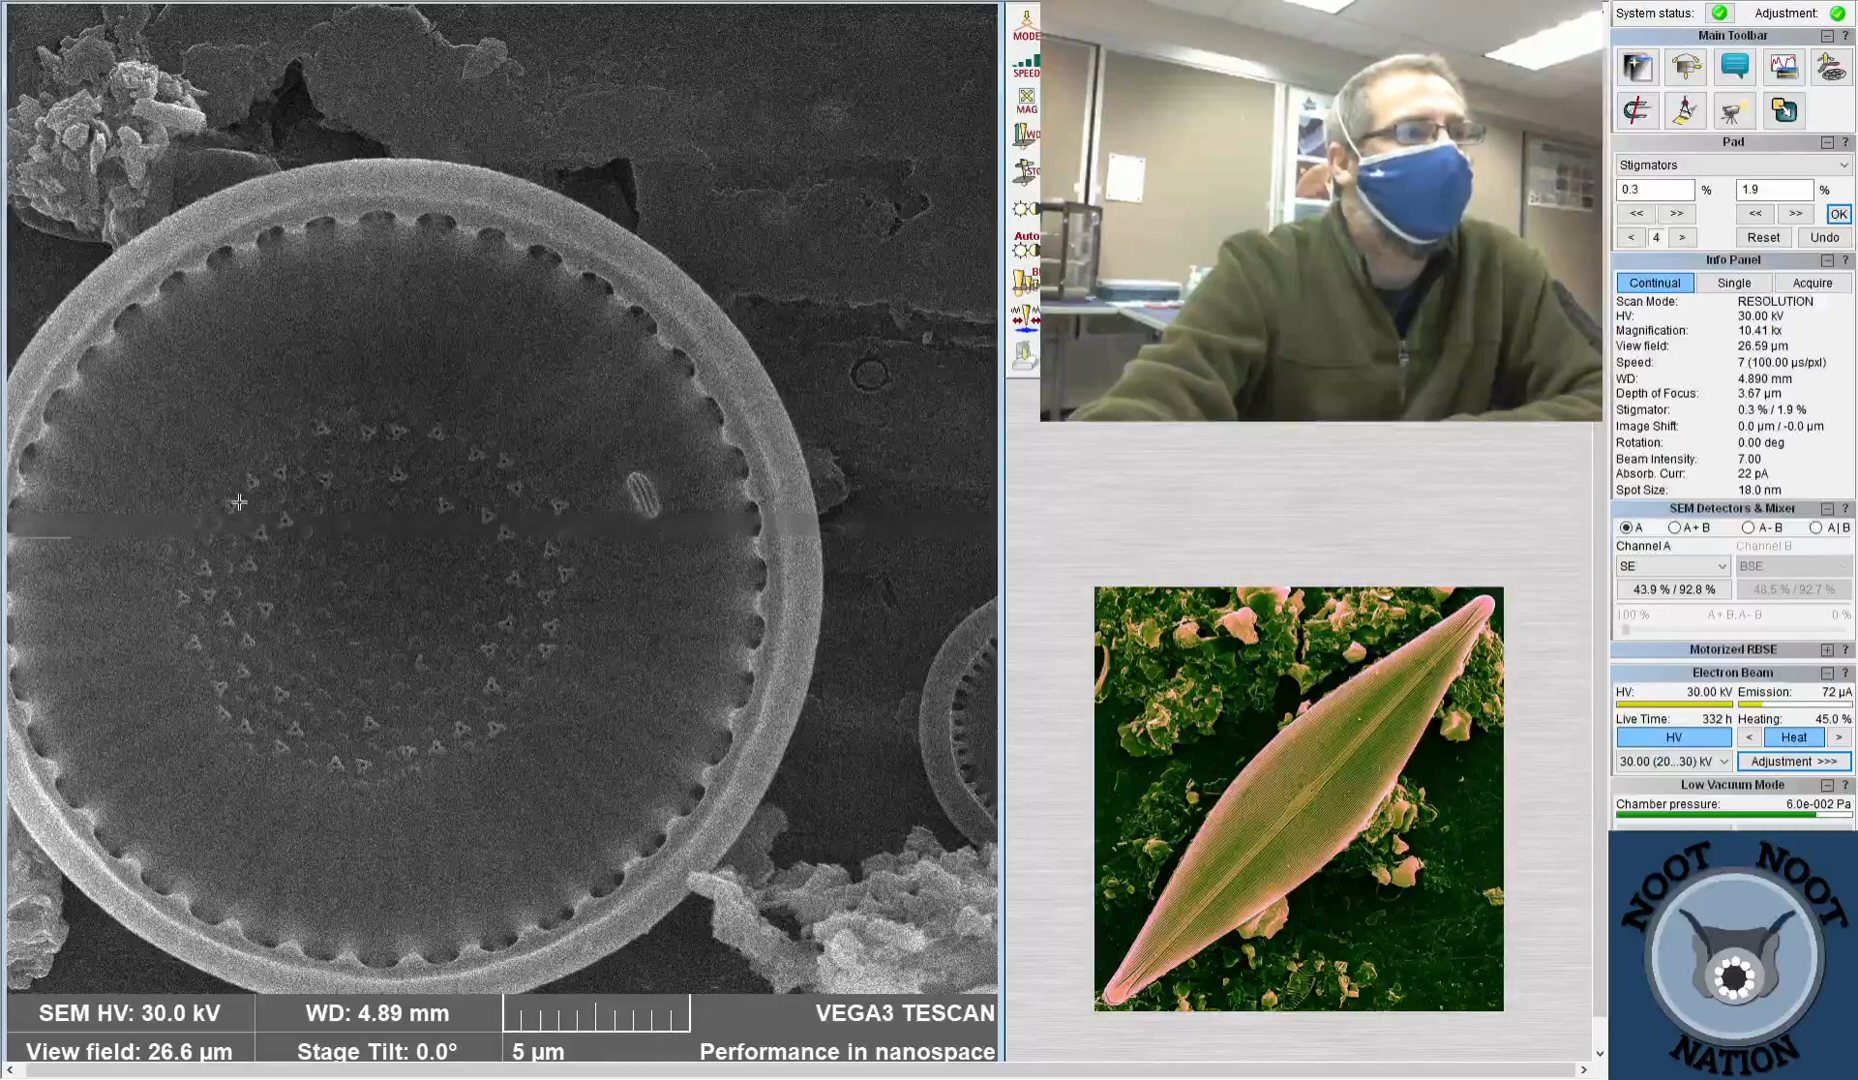 MODE
SPEED
MAG
WD
Auto
System status:
Adjustment:
Main Toolbar
?
Pad
?
Stigmators
0.3 % 1.9 %
<< >> << >> OK
< 4 > Reset Undo
Info Panel
?
Continual Single Acquire
Scan Mode: RESOLUTION
HV: 30.00 kV
Magnification: 10.41 kx
View field: 26.59 µm
Speed: 7 (100.00 µs/pxl)
WD: 4.890 mm
Depth of Focus: 3.67 µm
Stigmator: 0.3 % / 1.9 %
Image Shift: 0.0 µm / -0.0 µm
Rotation: 0.00 deg
Beam Intensity: 7.00
Absorb. Curr: 22 pA
Spot Size: 18.0 nm
SEM Detectors & Mixer
?
A A + B A - B A | B
Channel A Channel B
SE BSE
43.9 % / 92.8 % 48.5 % / 92.7 %
100 % A + B, A - B 0 %
Motorized RBSE
?
Electron Beam
?
HV: 30.00 kV Emission: 72 µA
Live Time: 332 h Heating: 45.0 %
HV < Heat >
30.00 (20...30) kV Adjustment >>>
Low Vacuum Mode
?
Chamber pressure: 6.0e-002 Pa
NOOT NOOT
NATION
SEM HV: 30.0 kV WD: 4.89 mm VEGA3 TESCAN
View field: 26.6 µm Stage Tilt: 0.0° 5 µm Performance in nanospace